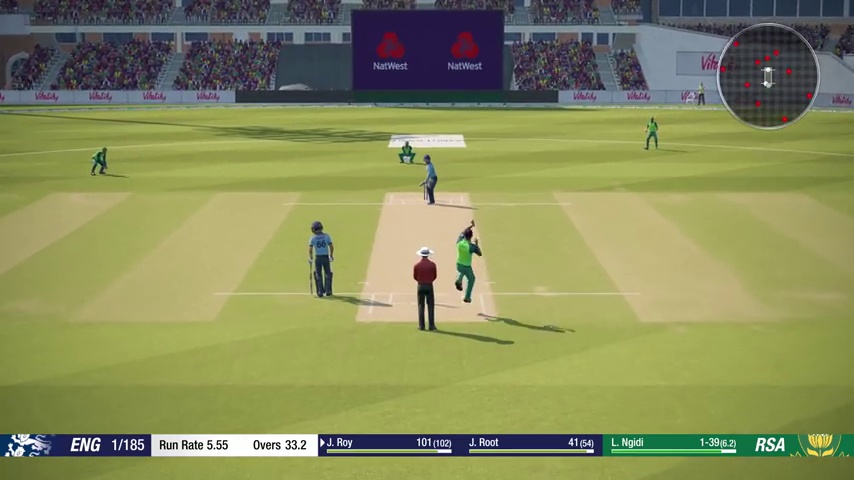 NatWest NatWest
Vitality
Vitality Vitality Vitality Vitality Vitality Vitality
66
ENG 1/185 Run Rate 5.55 Overs 33.2 J. Roy 101 (102) J. Root 41 (54) L. Ngidi 1-39 (6.2) RSA